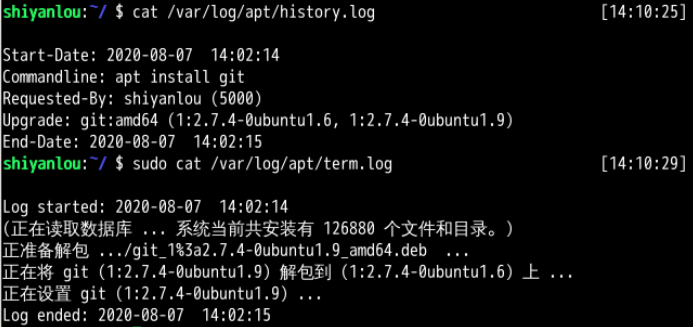 shiyanlou:~/ $ cat /var/log/apt/history.log [14:10:25]
Start-Date: 2020-08-07  14:02:14
Commandline: apt install git
Requested-By: shiyanlou (5000)
Upgrade: git:amd64 (1:2.7.4-0ubuntu1.6, 1:2.7.4-0ubuntu1.9)
End-Date: 2020-08-07  14:02:15
shiyanlou:~/ $ sudo cat /var/log/apt/term.log [14:10:29]
Log started: 2020-08-07  14:02:14
(正在读取数据库 ... 系统当前共安装有 126880 个文件和目录。)
正准备解包 .../git_1%3a2.7.4-0ubuntu1.9_amd64.deb  ...
正在将 git (1:2.7.4-0ubuntu1.9) 解包到 (1:2.7.4-0ubuntu1.6) 上 ...
正在设置 git (1:2.7.4-0ubuntu1.9) ...
Log ended: 2020-08-07  14:02:15